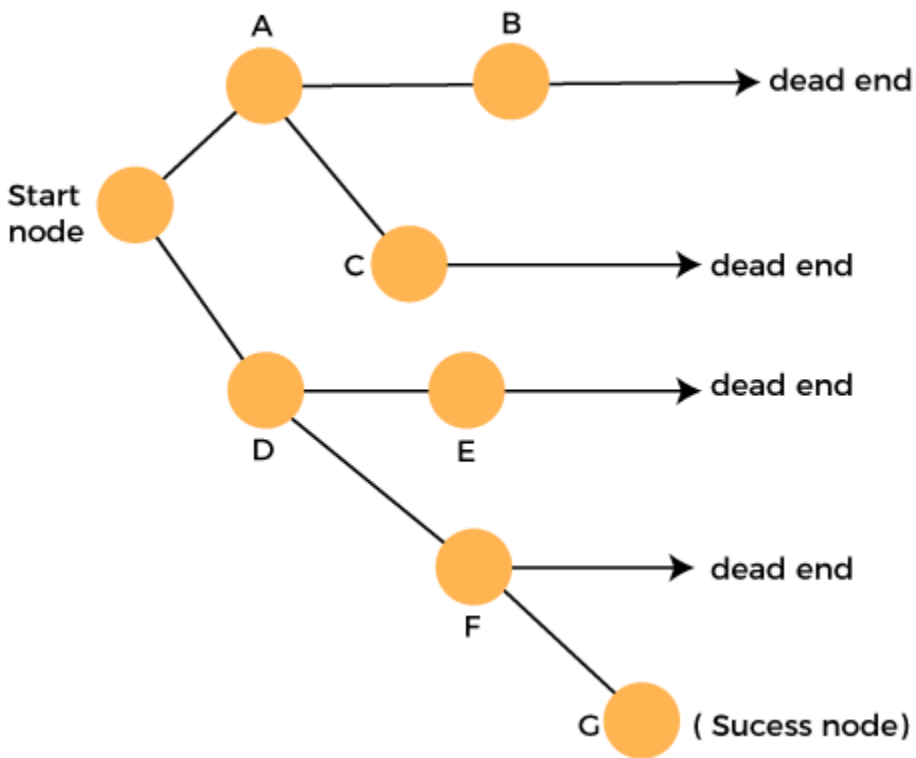 A
B
dead end
Start
node
C
dead end
dead end
D
E
dead end
F
G
( Sucess node)